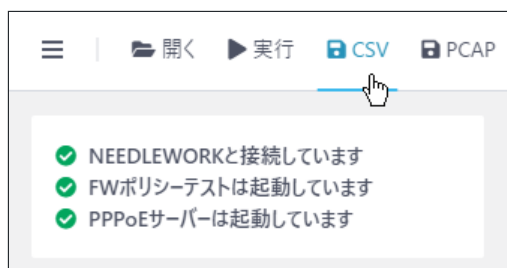 開く 実行 CSV PCAP
NEEDLEWORKと接続しています
FWポリシーテストは起動しています
PPPoEサーバーは起動しています